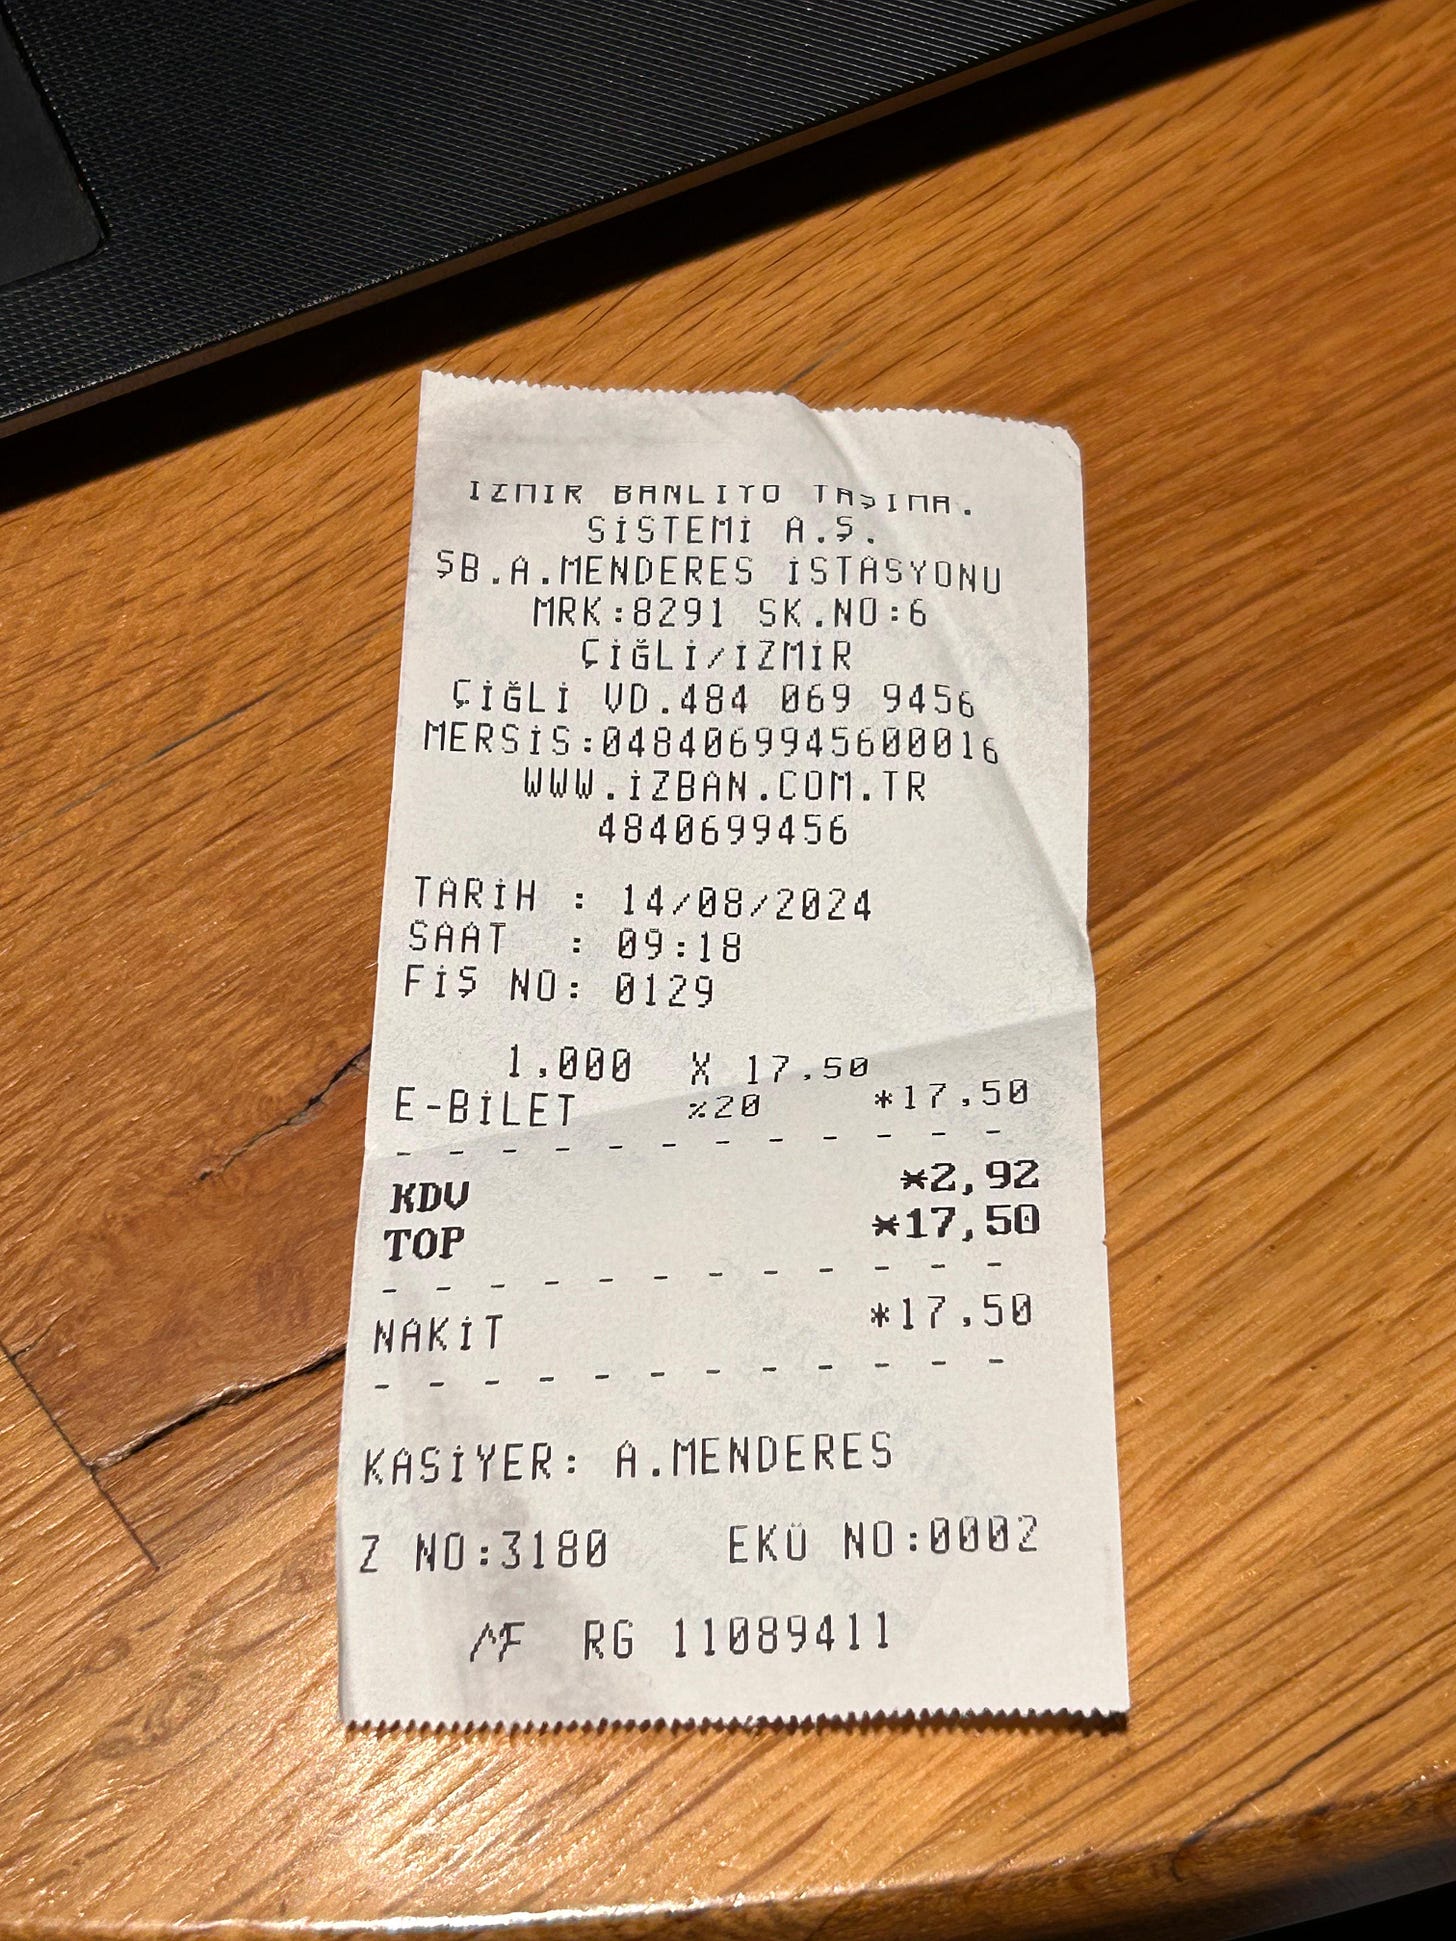 İZMİR BANLİYÖ TAŞIMA.
SİSTEMİ A.Ş.
ŞB.A.MENDERES İSTASYONU
MRK:8291 SK.NO:6
ÇİĞLİ/İZMİR
ÇİĞLİ VD.484 069 9456
MERSİS:0484069945600016
WWW.İZBAN.COM.TR
4840699456
TARİH : 14/08/2024
SAAT : 09:18
FİŞ NO: 0129
1,000 X 17,50
E-BİLET %20 *17,50
KDV *2,92
TOP *17,50
NAKİT *17,50
KASİYER: A.MENDERES
Z NO:3180 EKÜ NO:0002
RG 11089411